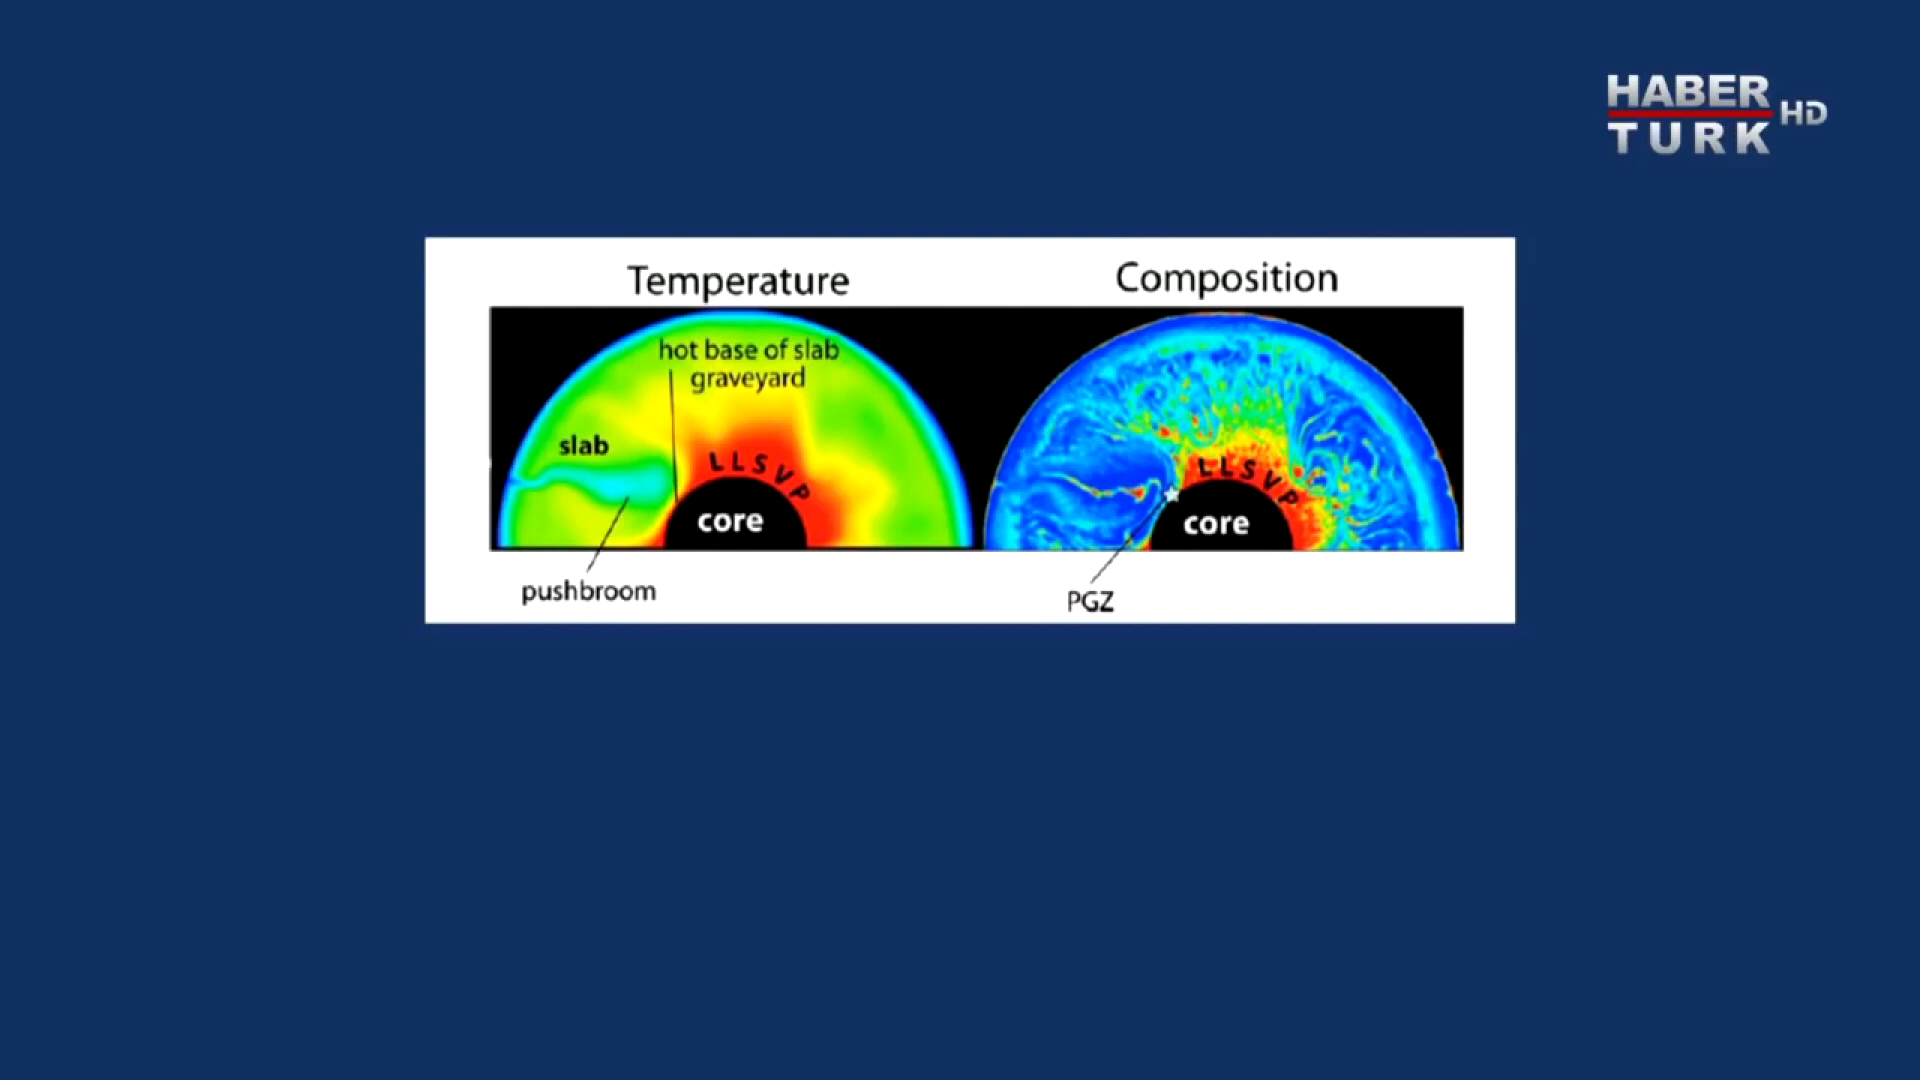 HABER
TURK HD
Temperature
Composition
hot base of slab
graveyard
slab
LLSVP
core
pushbroom
LLSVP
core
PGZ